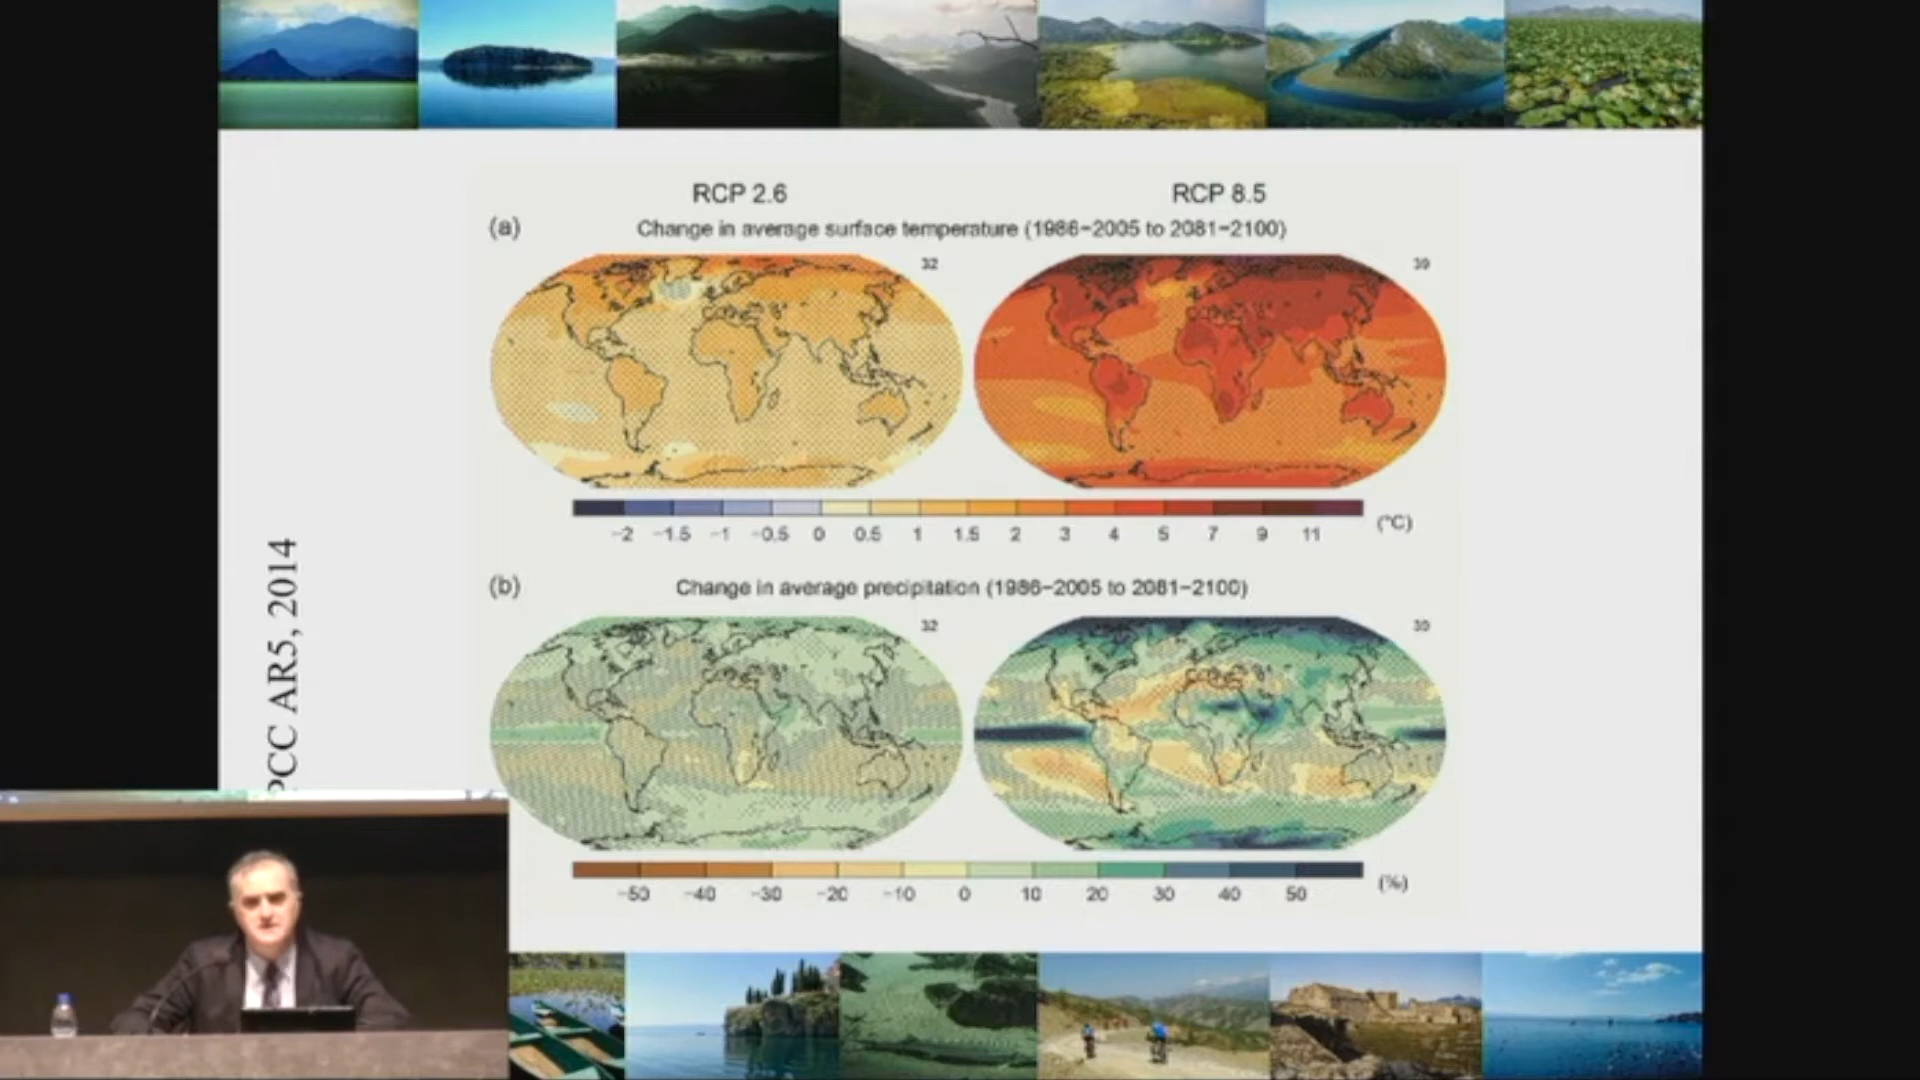 RCP 2.6
RCP 8.5
(a)
Change in average surface temperature (1986−2005 to 2081−2100)
32
39
−2 −1.5 −1 −0.5 0 0.5 1 1.5 2 3 4 5 7 9 11
(°C)
PCC AR5, 2014
(b)
Change in average precipitation (1986−2005 to 2081−2100)
32
39
−50 −40 −30 −20 −10 0 10 20 30 40 50
(%)